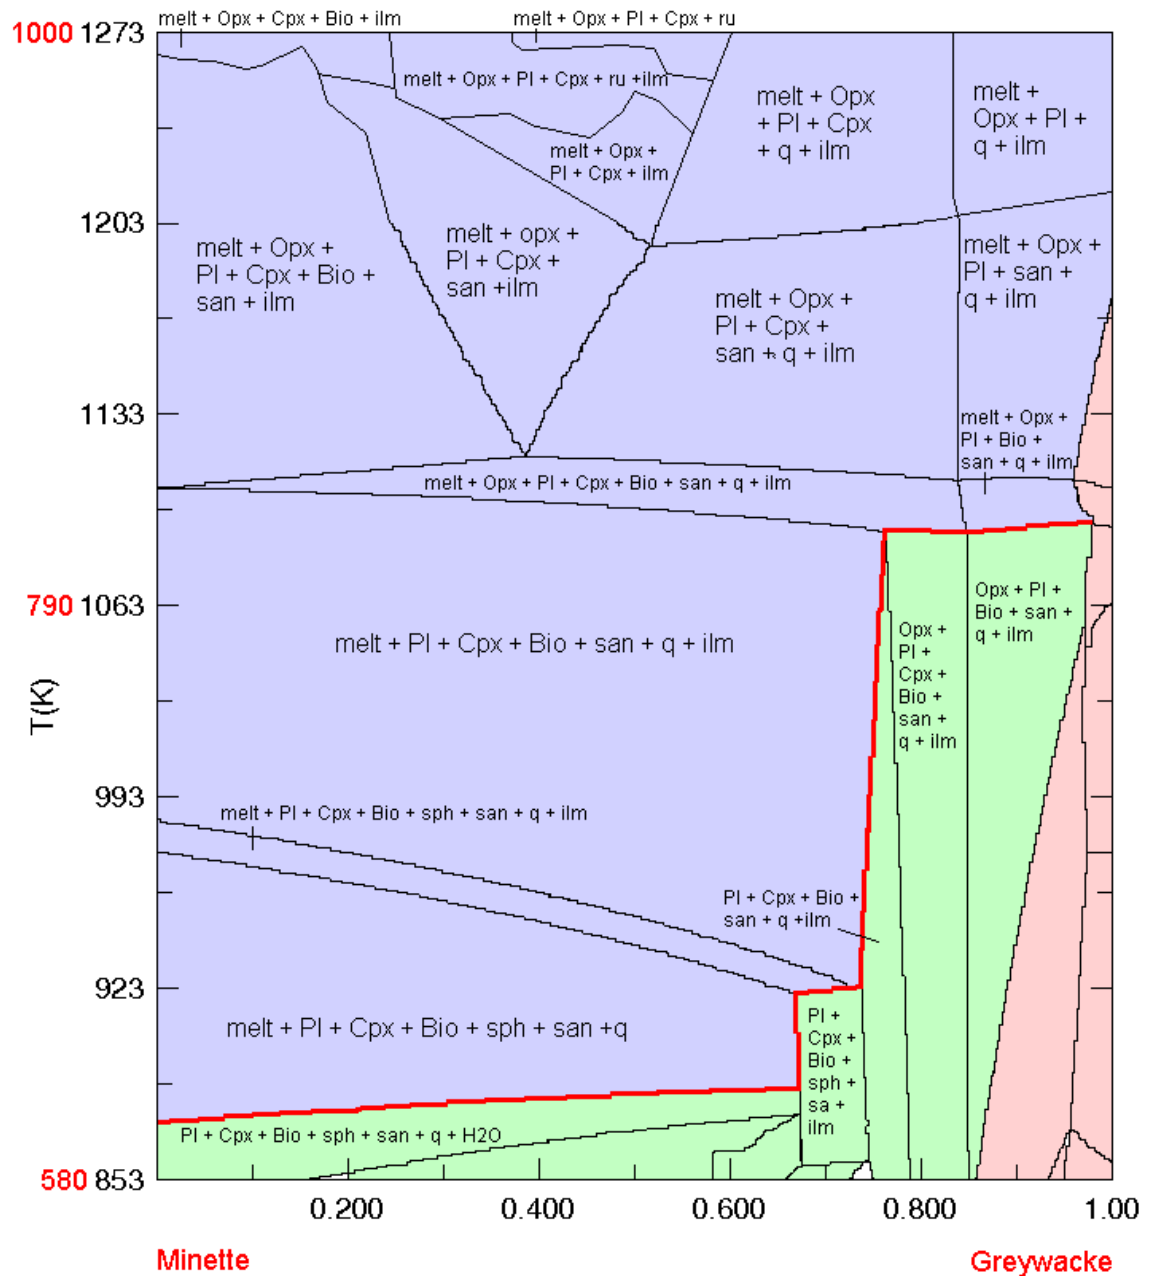 melt + Opx + Cpx + Bio + ilm
melt + Opx + Pl + Cpx + ru
1000 1273
melt + Opx + Pl + Cpx + ru +ilm
melt + Opx
+ Pl + Cpx
+ q + ilm
melt +
Opx + Pl +
q + ilm
melt + Opx +
Pl + Cpx + ilm
1203
melt + Opx +
Pl + Cpx + Bio +
san + ilm
melt + opx +
Pl + Cpx +
san +ilm
melt + Opx +
Pl + san +
q + ilm
melt + Opx +
Pl + Cpx +
san + q + ilm
1133
melt + Opx +
Pl + Bio +
san + q + ilm
melt + Opx + Pl + Cpx + Bio + san + q + ilm
790 1063
melt + Pl + Cpx + Bio + san + q + ilm
Opx +
Pl +
Cpx +
Bio +
san +
q + ilm
Opx + Pl +
Bio + san +
q + ilm
T(K)
993
melt + Pl + Cpx + Bio + sph + san + q + ilm
Pl + Cpx + Bio +
san + q +ilm
923
melt + Pl + Cpx + Bio + sph + san +q
Pl +
Cpx +
Bio +
sph +
sa +
ilm
Pl + Cpx + Bio + sph + san + q + H2O
580 853
0.200 0.400 0.600 0.800 1.00
Minette Greywacke